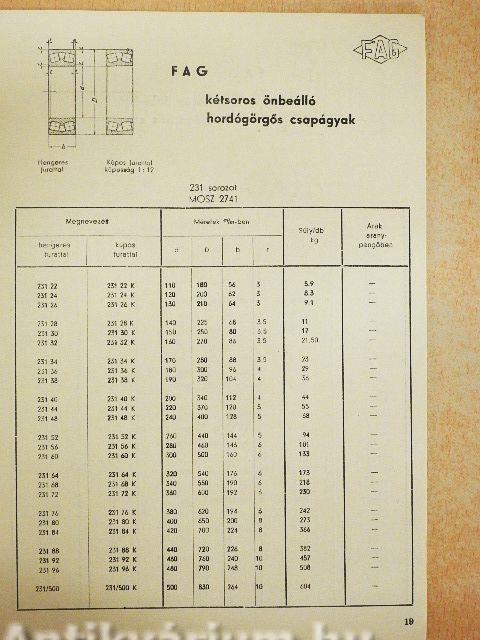 FAG
F A G
kétsoros önbeálló
hordógörgős csapágyak
Hengeres furattal
Kúpos furattal kúposság 1 : 12
231 sorozat
MOSZ 2741
Megnevezés Méretek m/m-ban Súly/db kg Árak arany-pengőben
hengeres furattal kúpos furattal d D b r
231 22 231 22 K 110 180 56 3 5.9 —
231 24 231 24 K 120 200 62 3 8.3 —
231 26 231 26 K 130 210 64 3 9.1 —
231 28 231 28 K 140 225 68 3.5 11 —
231 30 231 30 K 150 250 80 3.5 17 —
231 32 231 32 K 160 270 86 3.5 21,50 —
231 34 231 34 K 170 280 88 3.5 23 —
231 36 231 36 K 180 300 96 4 29 —
231 38 231 38 K 190 320 104 4 36 —
231 40 231 40 K 200 340 112 4 44 —
231 44 231 44 K 220 370 120 5 55 —
231 48 231 48 K 240 400 128 5 68 —
231 52 231 52 K 260 440 144 5 94 —
231 56 231 56 K 280 460 146 6 101 —
231 60 231 60 K 300 500 160 6 133 —
231 64 231 64 K 320 540 176 6 173 —
231 68 231 68 K 340 580 190 6 218 —
231 72 231 72 K 360 600 192 6 230 —
231 76 231 76 K 380 620 194 6 242 —
231 80 231 80 K 400 650 200 8 273 —
231 84 231 84 K 420 700 224 8 366 —
231 88 231 88 K 440 720 226 8 382 —
231 92 231 92 K 460 760 240 10 457 —
231 96 231 96 K 480 790 248 10 508 —
231/500 231/500 K 500 830 264 10 604 —
19
Antikvárium.hu